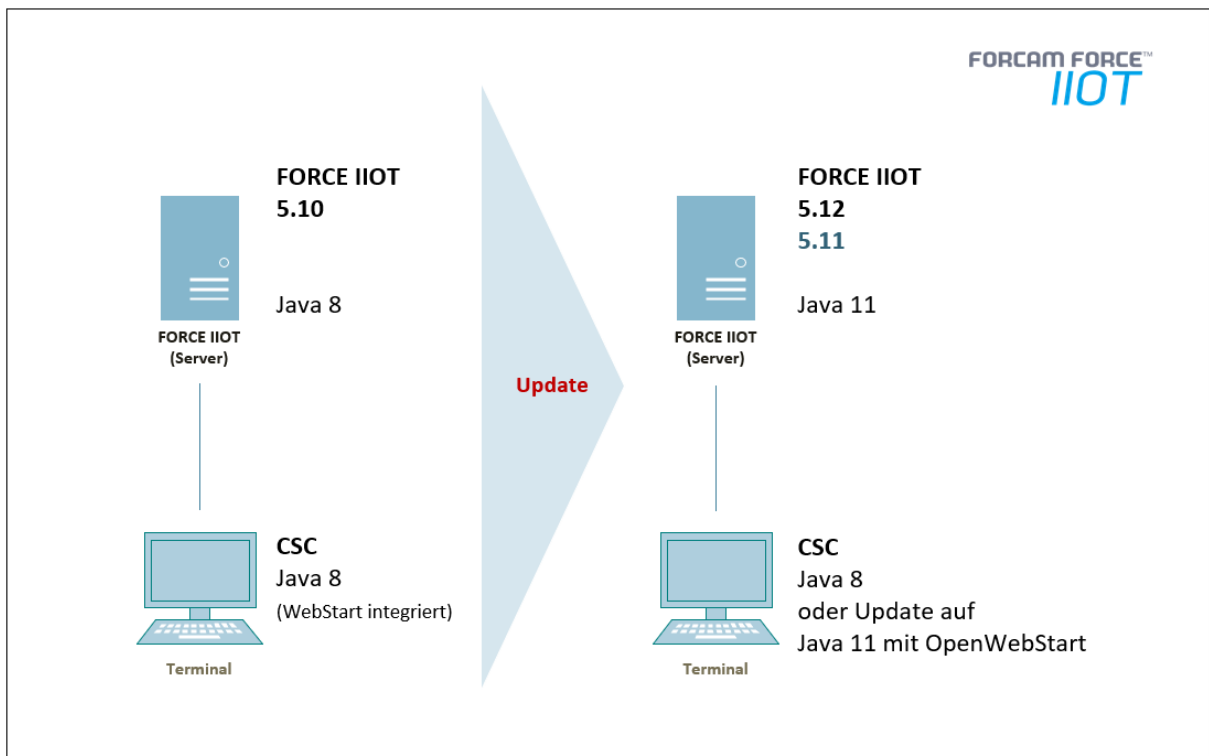 FORCAM FORCE™
IIOT
FORCE IIOT
5.10
Java 8
FORCE IIOT
(Server)
CSC
Java 8
(WebStart integriert)
Terminal
Update
FORCE IIOT
5.12
5.11
Java 11
FORCE IIOT
(Server)
CSC
Java 8
oder Update auf
Java 11 mit OpenWebStart
Terminal